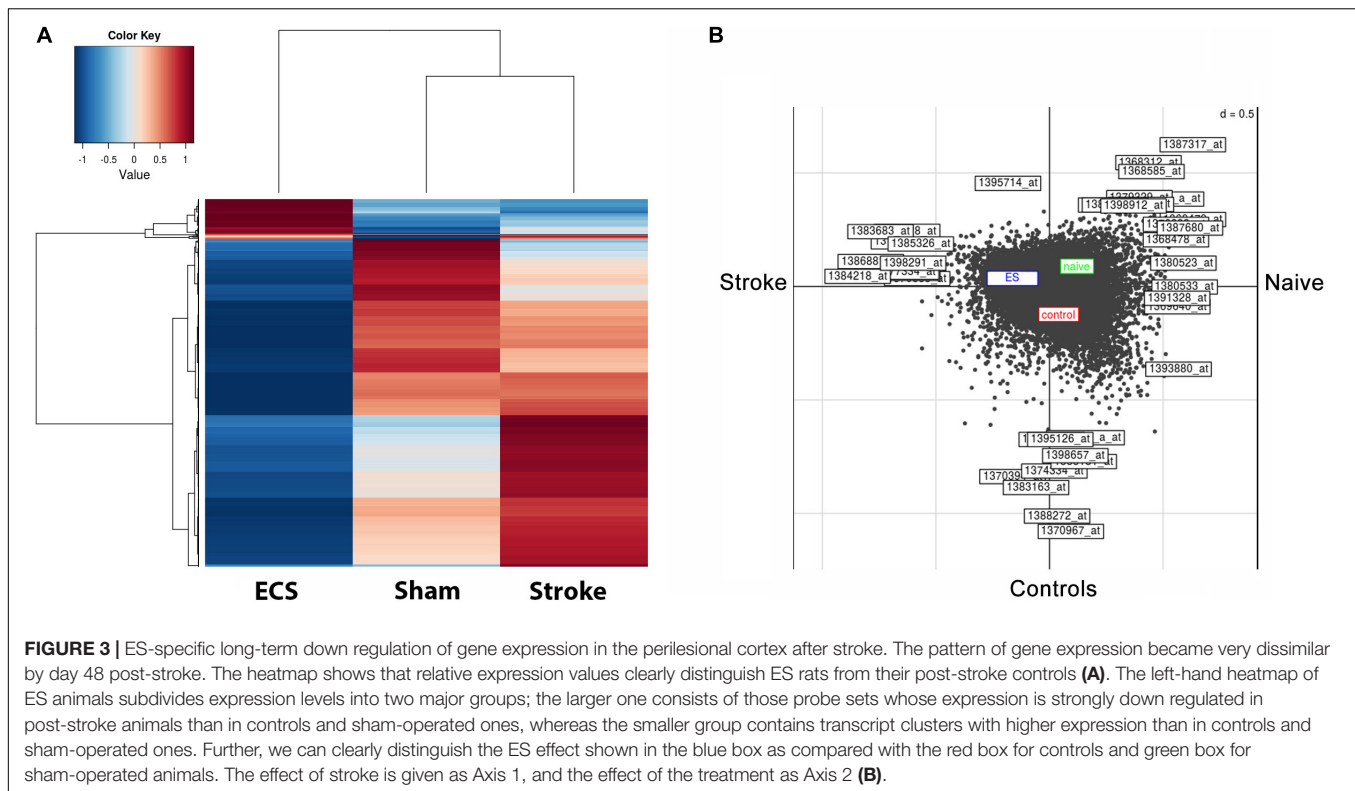 A
Color Key
-1 -0.5 0 0.5 1
Value
ECS Sham Stroke
B
d = 0.5
1387317_at
1368312_at
1368585_at
1395714_at
a_at
1398912_at
1383683_at 8_at
1387680_at
1385326_at
1368478_at
138688
1398291_at
1380523_at
naive
1384218_at
ES
Stroke
Naive
1380533_at
1391328_at
control
1393880_at
1395126_at _a_at
1398657_at
1374334_at
1383163_at
1388272_at
1370967_at
Controls
FIGURE 3 | ES-specific long-term down regulation of gene expression in the perilesional cortex after stroke. The pattern of gene expression became very dissimilar
by day 48 post-stroke. The heatmap shows that relative expression values clearly distinguish ES rats from their post-stroke controls (A). The left-hand heatmap of
ES animals subdivides expression levels into two major groups; the larger one consists of those probe sets whose expression is strongly down regulated in
post-stroke animals than in controls and sham-operated ones, whereas the smaller group contains transcript clusters with higher expression than in controls and
sham-operated ones. Further, we can clearly distinguish the ES effect shown in the blue box as compared with the red box for controls and green box for
sham-operated animals. The effect of stroke is given as Axis 1, and the effect of the treatment as Axis 2 (B).